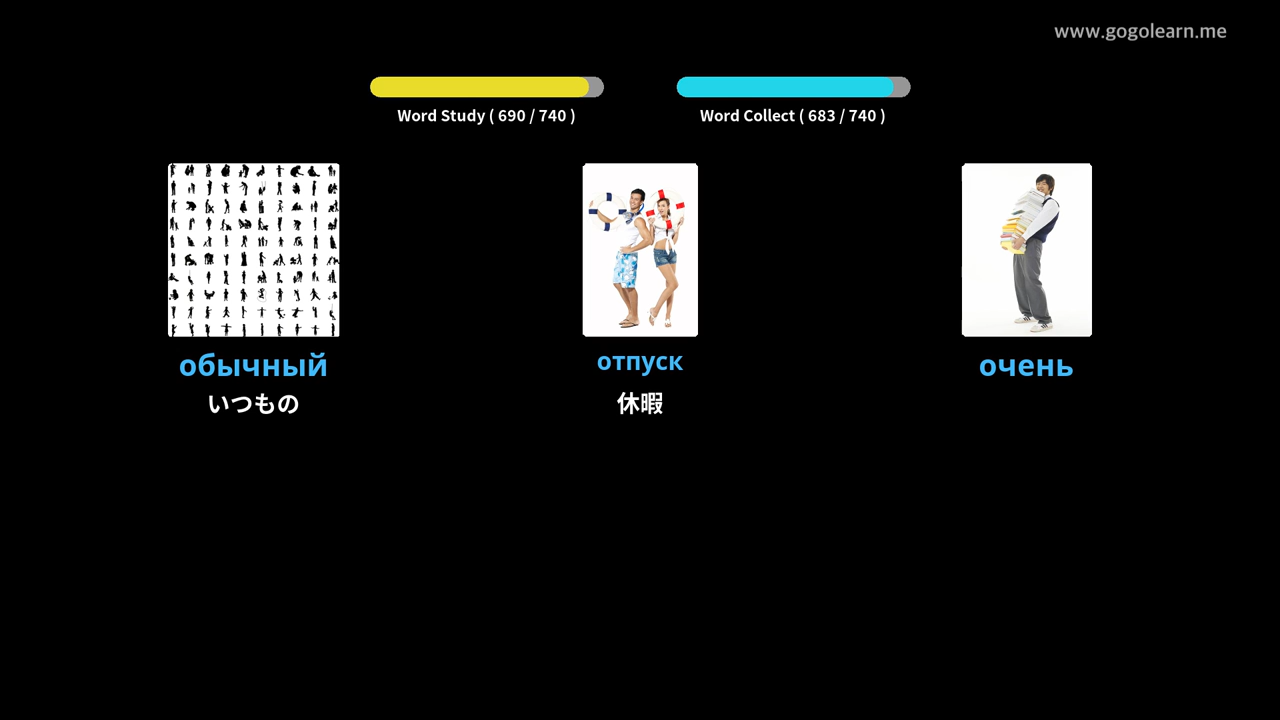 www.gogolearn.me
Word Study ( 690 / 740 )
Word Collect ( 683 / 740 )
обычный
отпуск
очень
いつもの
休暇